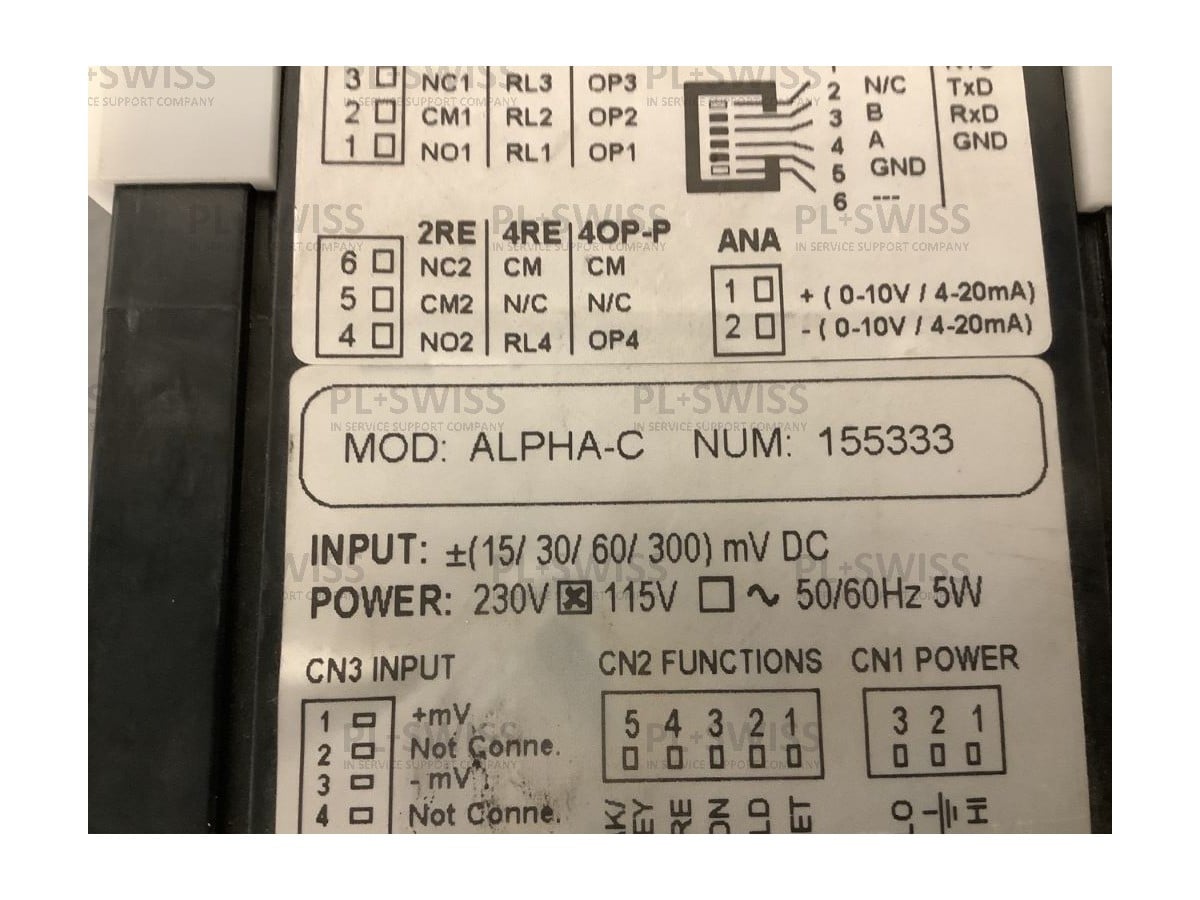 3 NC1 RL3 OP3
2 CM1 RL2 OP2
1 NO1 RL1 OP1
2 N/C TxD
3 B RxD
4 A GND
5 GND
6 ---
2RE 4RE 4OP-P
6 NC2 CM CM
5 CM2 N/C N/C
4 NO2 RL4 OP4
ANA
1 + ( 0-10V / 4-20mA)
2 - ( 0-10V / 4-20mA)
MOD: ALPHA-C NUM: 155333
INPUT: ±(15/ 30/ 60/ 300) mV DC
POWER: 230V 115V ~ 50/60Hz 5W
CN3 INPUT
1 +mV
2 Not Conne.
3 - mV
4 Not Conne.
CN2 FUNCTIONS
5 4 3 2 1
CN1 POWER
3 2 1
HI
PL+SWISS
IN SERVICE SUPPORT COMPANY